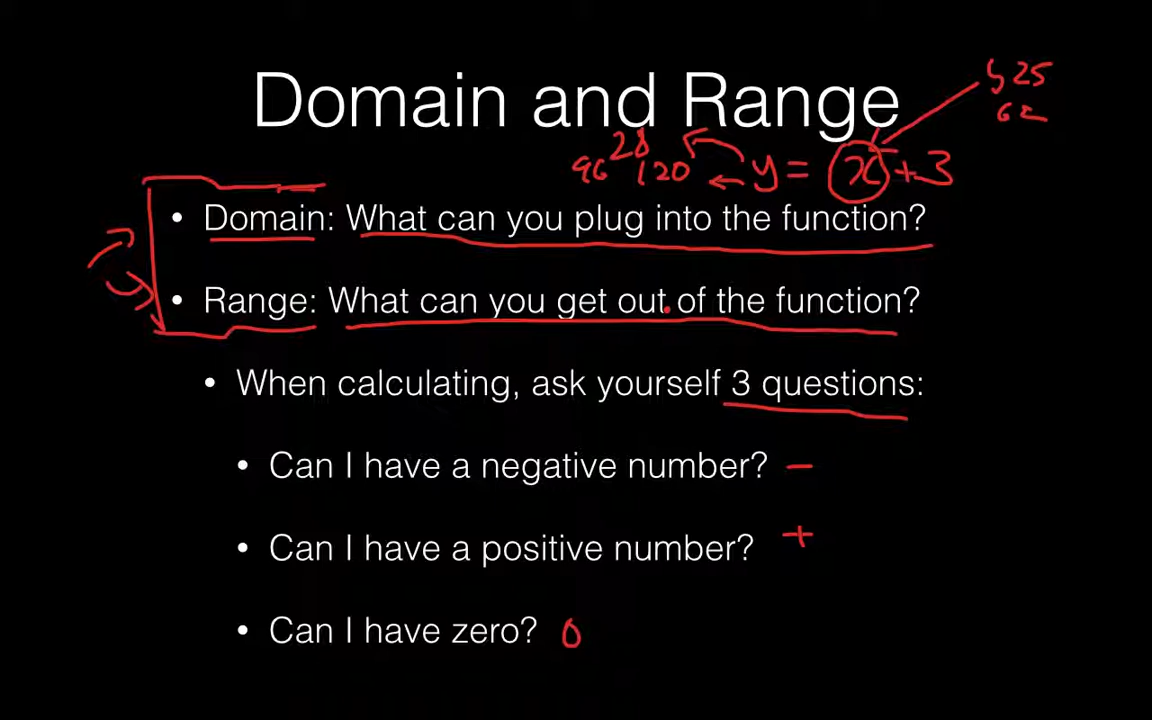 Domain and Range
5 25
62
96 28 120 y = x + 3
• Domain: What can you plug into the function?
• Range: What can you get out of the function?
• When calculating, ask yourself 3 questions:
• Can I have a negative number? −
• Can I have a positive number? +
• Can I have zero? 0